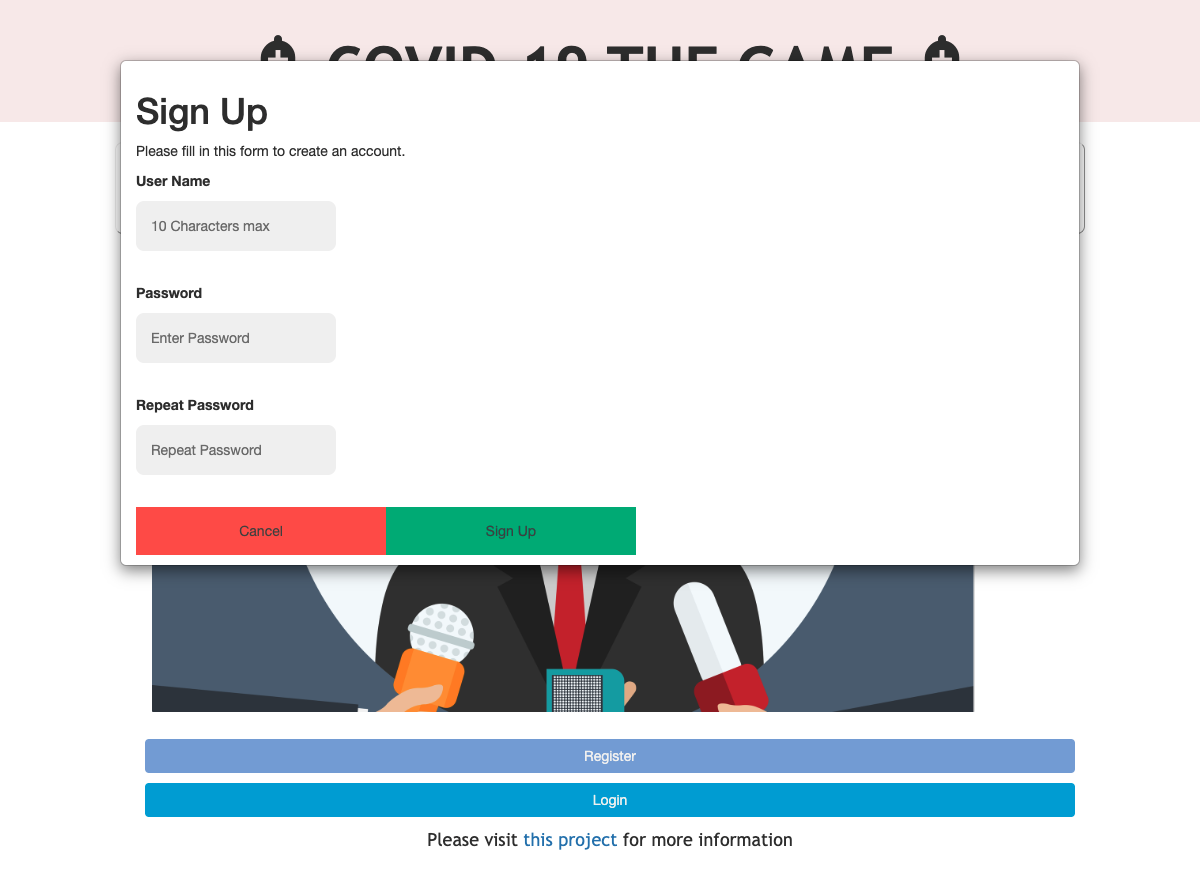 COVID-19 THE GAME
Sign Up
Please fill in this form to create an account.
User Name
10 Characters max
Password
Enter Password
Repeat Password
Repeat Password
Cancel
Sign Up
Register
Login
Please visit this project for more information